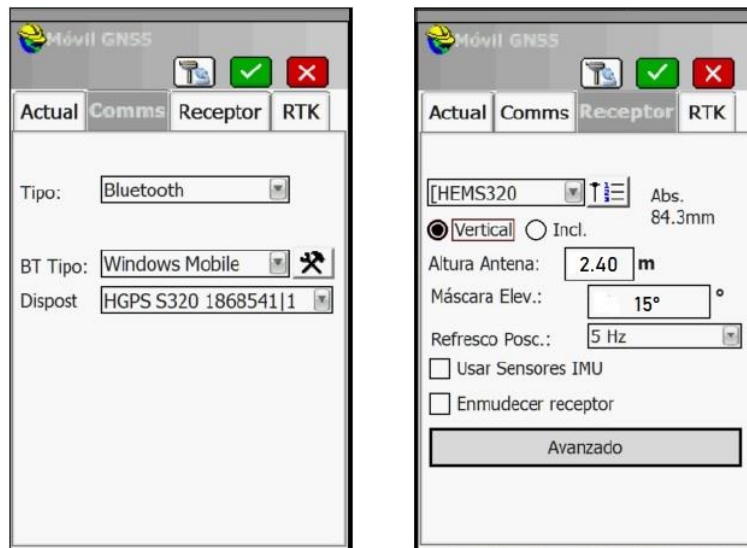 Móvil GNSS
Actual Comms Receptor RTK
Tipo: Bluetooth
BT Tipo: Windows Mobile
Dispost HGPS S320 1868541|1
Móvil GNSS
Actual Comms Receptor RTK
[HEMS320 Abs.
84.3mm
Vertical Incl.
Altura Antena: 2.40 m
Máscara Elev.: 15° °
Refresco Posc.: 5 Hz
Usar Sensores IMU
Enmudecer receptor
Avanzado